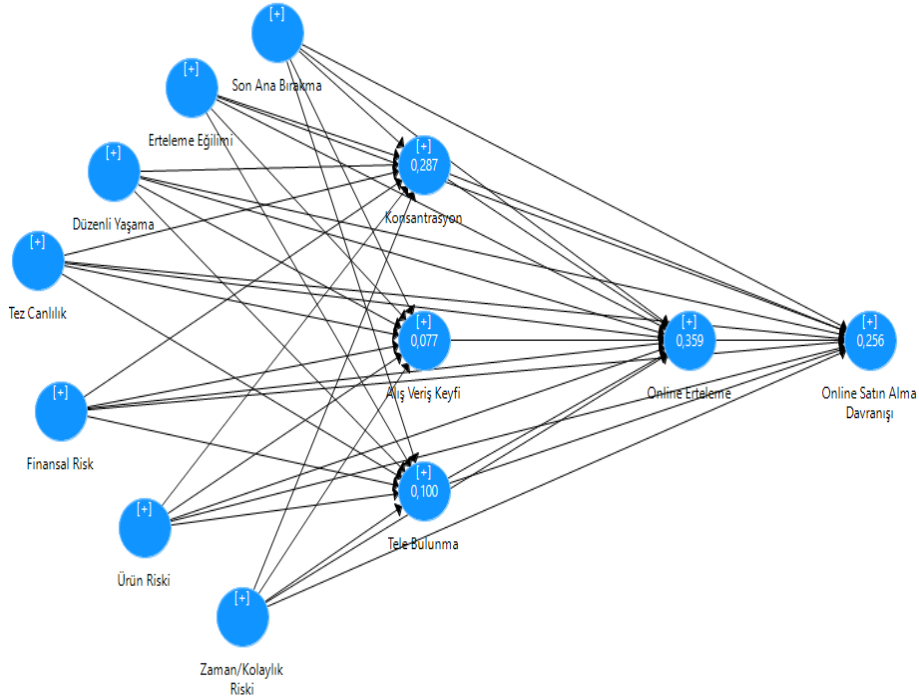 [+]
Son Ana Bırakma
[+]
Erteleme Eğilimi
[+]
Düzenli Yaşama
[+]
0,287
Konsantrasyon
[+]
Tez Canlılık
[+]
0,077
Alış Veriş Keyfi
[+]
0,359
Online Erteleme
[+]
0,256
Online Satın Alma
Davranışı
[+]
Finansal Risk
[+]
0,100
Tele Bulunma
[+]
Ürün Riski
[+]
Zaman/Kolaylık
Riski